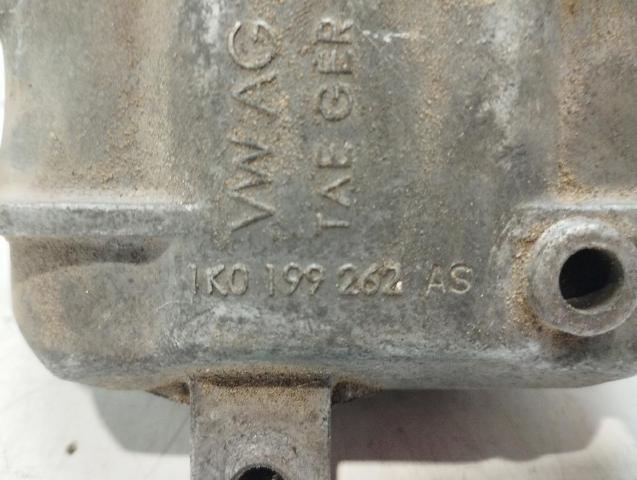 VW AG
TAE GER
1K0 199 262 AS